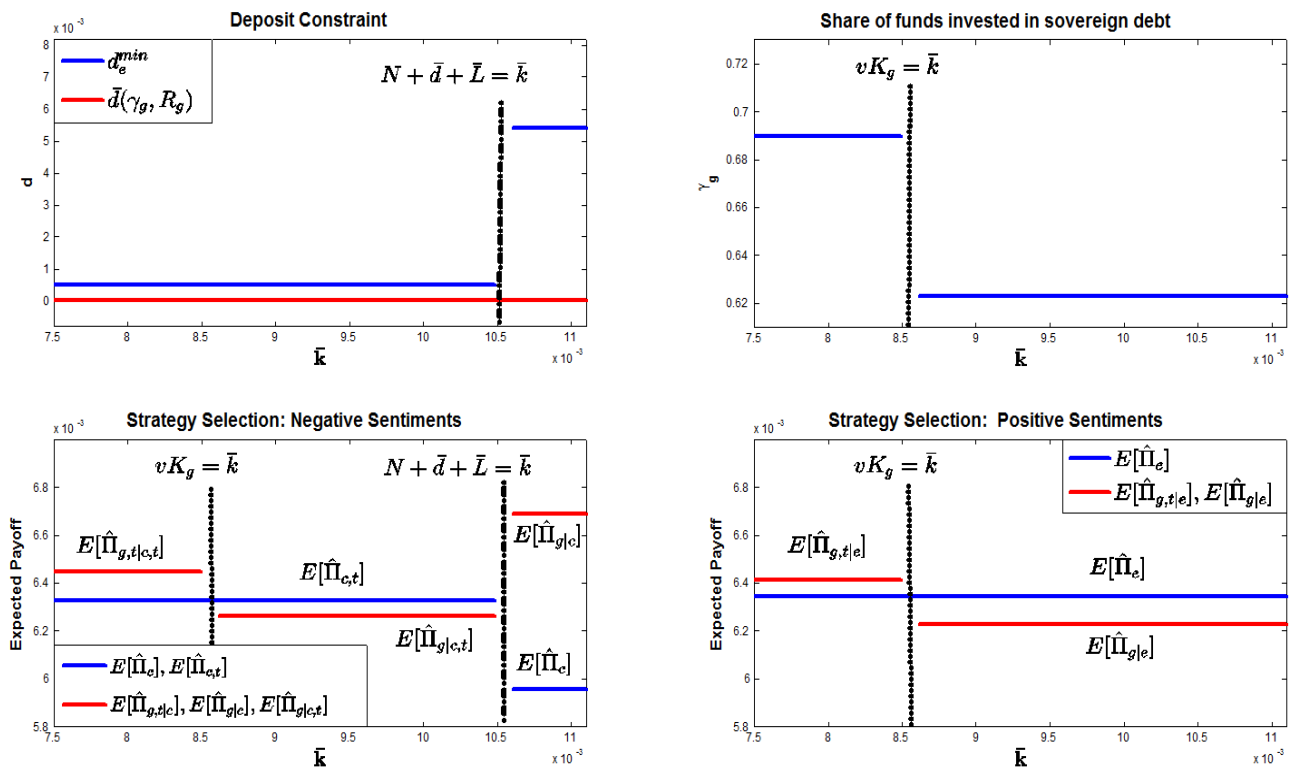 Deposit Constraint
x 10⁻³
8
7
6
5
4
3
2
1
0
d
d_e^{min}
d̄(γ_g, R_g)
N + d̄ + L̄ = k̄
7.5 8 8.5 9 9.5 10 10.5 11
k̄
x 10⁻³
Share of funds invested in sovereign debt
0.72
0.7
0.68
0.66
0.64
0.62
γ_g
vK_g = k̄
7.5 8 8.5 9 9.5 10 10.5 11
k̄
x 10⁻³
Strategy Selection: Negative Sentiments
x 10⁻³
6.8
6.6
6.4
6.2
6
5.8
Expected Payoff
vK_g = k̄
N + d̄ + L̄ = k̄
E[Π̂_{g,t|c,t}]
E[Π̂_{c,t}]
E[Π̂_{g|c,t}]
E[Π̂_{g|c}]
E[Π̂_c]
E[Π̂_c], E[Π̂_{c,t}]
E[Π̂_{g,t|c}], E[Π̂_{g|c}], E[Π̂_{g|c,t}]
7.5 8 8.5 9 9.5 10 10.5 11
k̄
x 10⁻³
Strategy Selection: Positive Sentiments
x 10⁻³
6.8
6.6
6.4
6.2
6
5.8
Expected Payoff
vK_g = k̄
E[Π̂_e]
E[Π̂_{g,t|e}], E[Π̂_{g|e}]
E[Π̂_{g,t|e}]
E[Π̂_e]
E[Π̂_{g|e}]
7.5 8 8.5 9 9.5 10 10.5 11
k̄
x 10⁻³